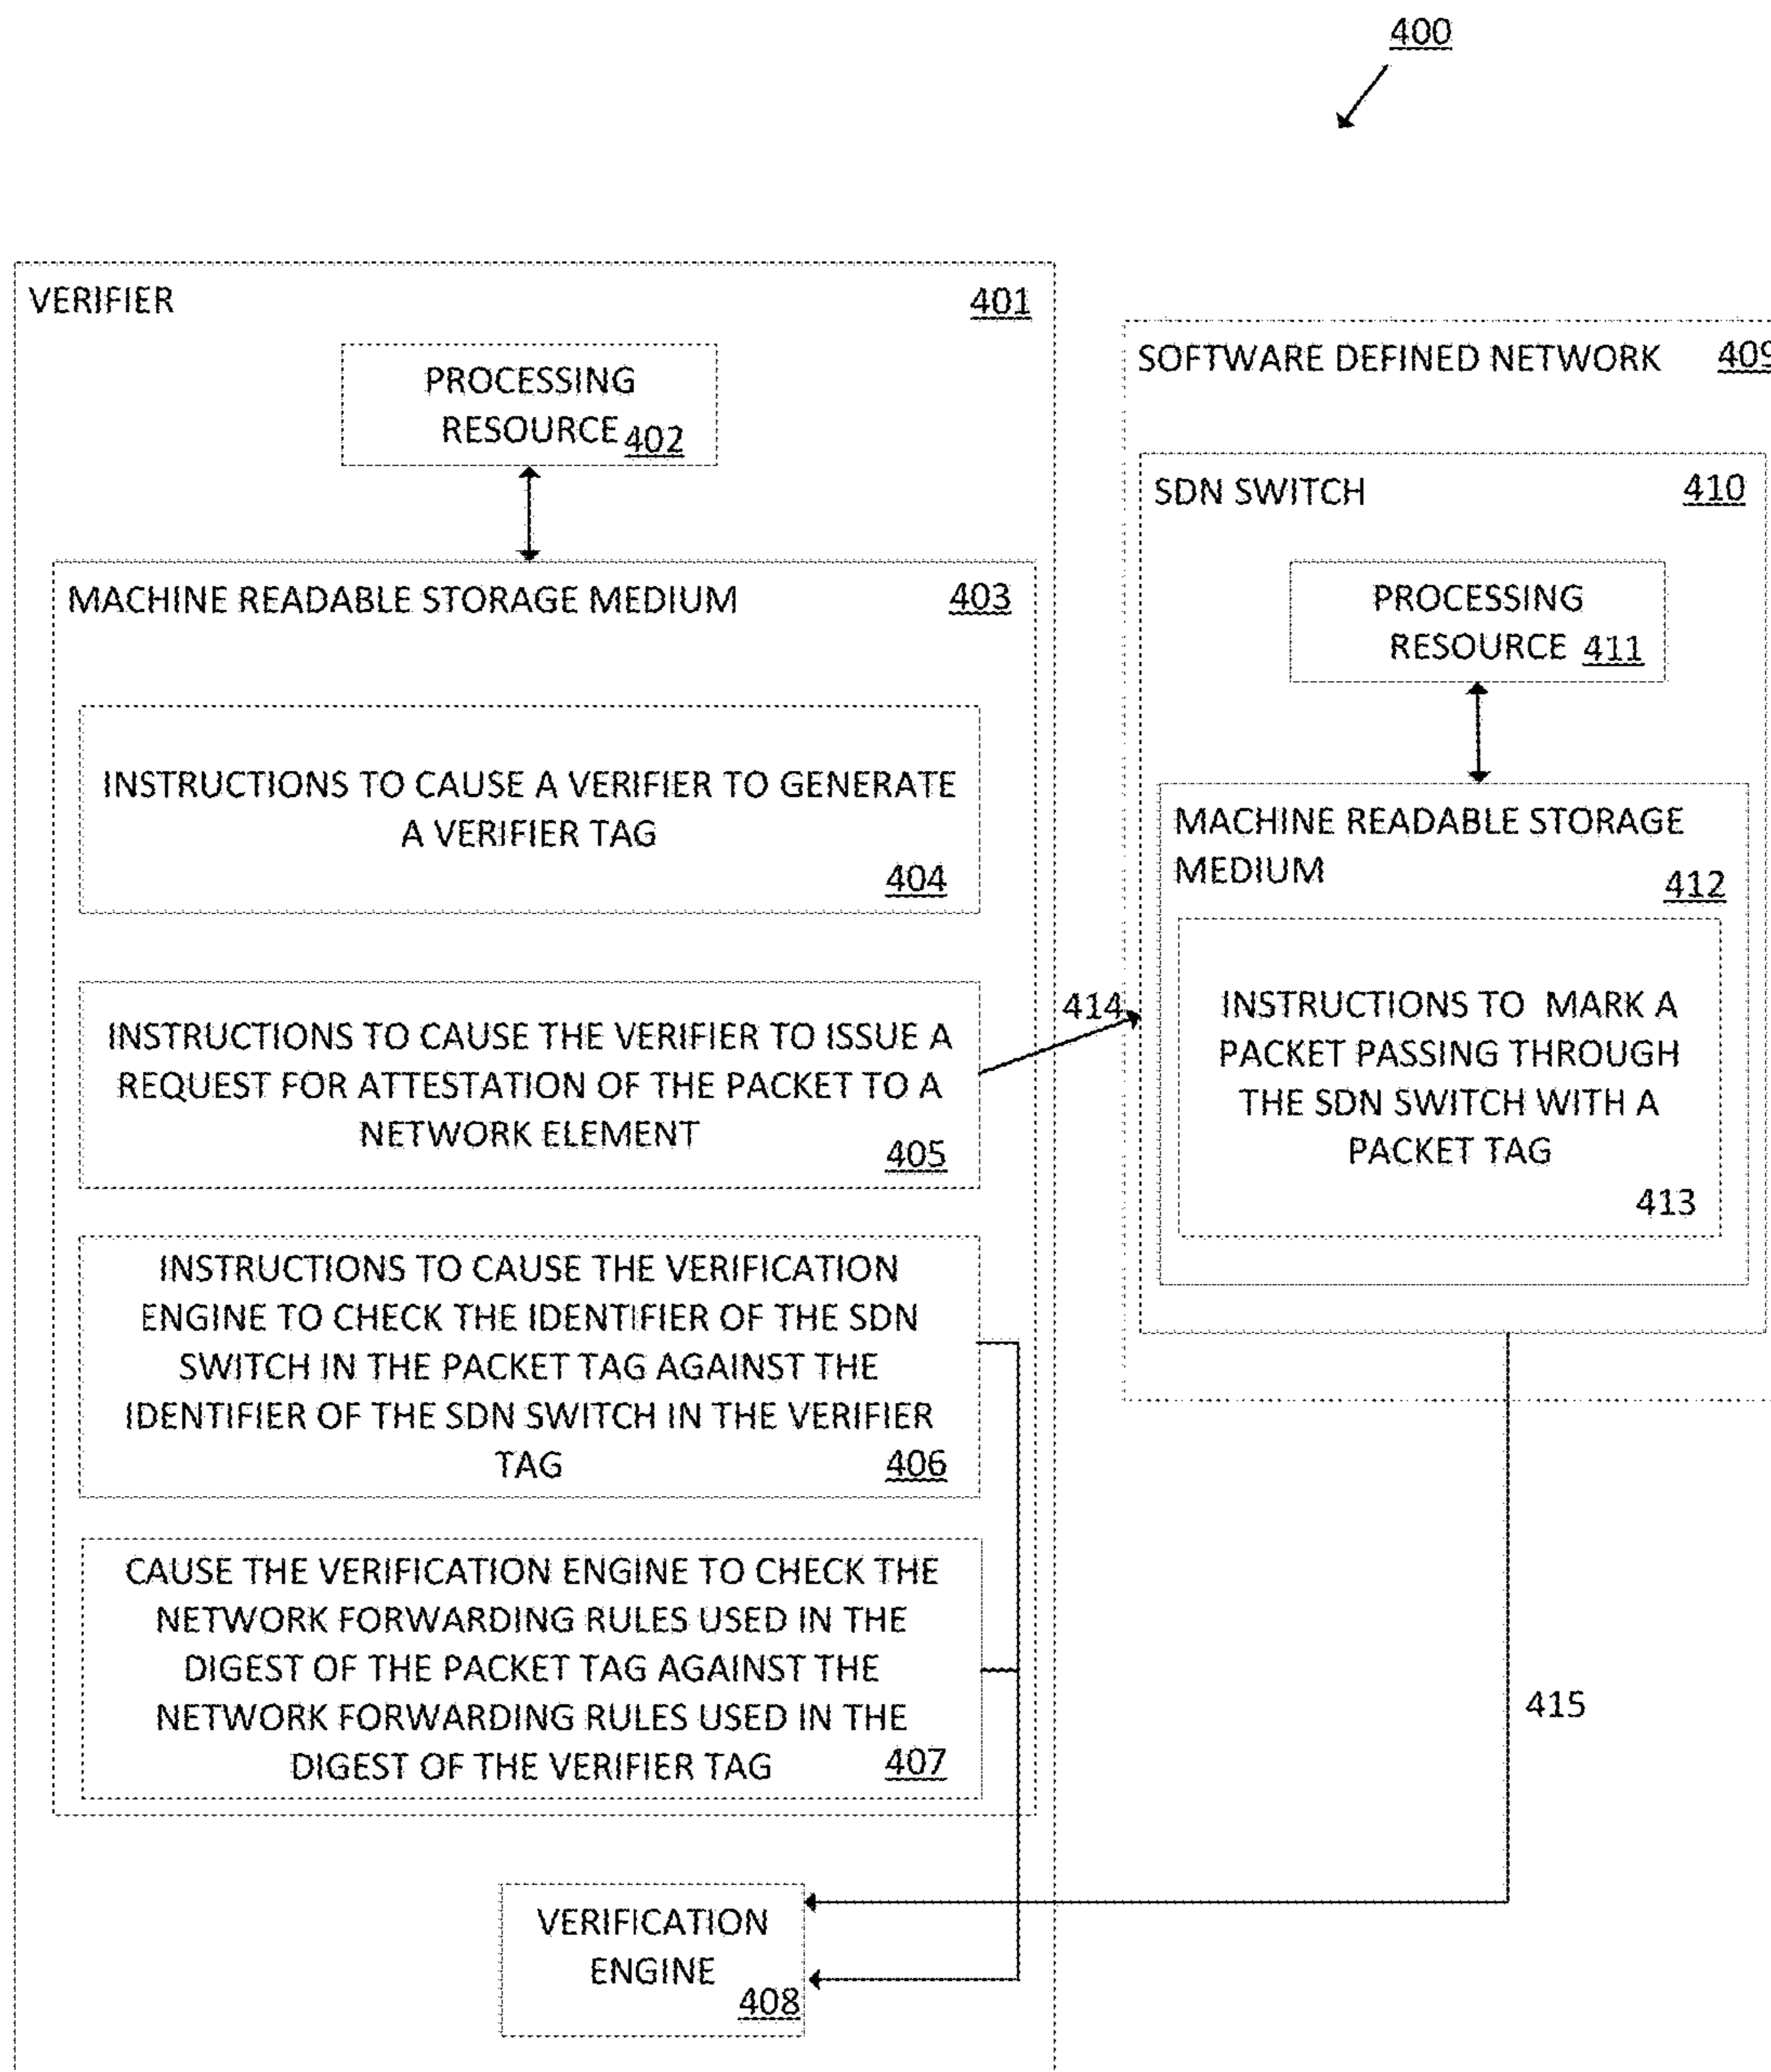 400
VERIFIER 401
PROCESSING
RESOURCE 402
MACHINE READABLE STORAGE MEDIUM 403
INSTRUCTIONS TO CAUSE A VERIFIER TO GENERATE
A VERIFIER TAG
404
INSTRUCTIONS TO CAUSE THE VERIFIER TO ISSUE A
REQUEST FOR ATTESTATION OF THE PACKET TO A
NETWORK ELEMENT
405
INSTRUCTIONS TO CAUSE THE VERIFICATION
ENGINE TO CHECK THE IDENTIFIER OF THE SDN
SWITCH IN THE PACKET TAG AGAINST THE
IDENTIFIER OF THE SDN SWITCH IN THE VERIFIER
TAG 406
CAUSE THE VERIFICATION ENGINE TO CHECK THE
NETWORK FORWARDING RULES USED IN THE
DIGEST OF THE PACKET TAG AGAINST THE
NETWORK FORWARDING RULES USED IN THE
DIGEST OF THE VERIFIER TAG 407
VERIFICATION
ENGINE
408
414
SOFTWARE DEFINED NETWORK 409
SDN SWITCH 410
PROCESSING
RESOURCE 411
MACHINE READABLE STORAGE
MEDIUM 412
INSTRUCTIONS TO MARK A
PACKET PASSING THROUGH
THE SDN SWITCH WITH A
PACKET TAG
413
415